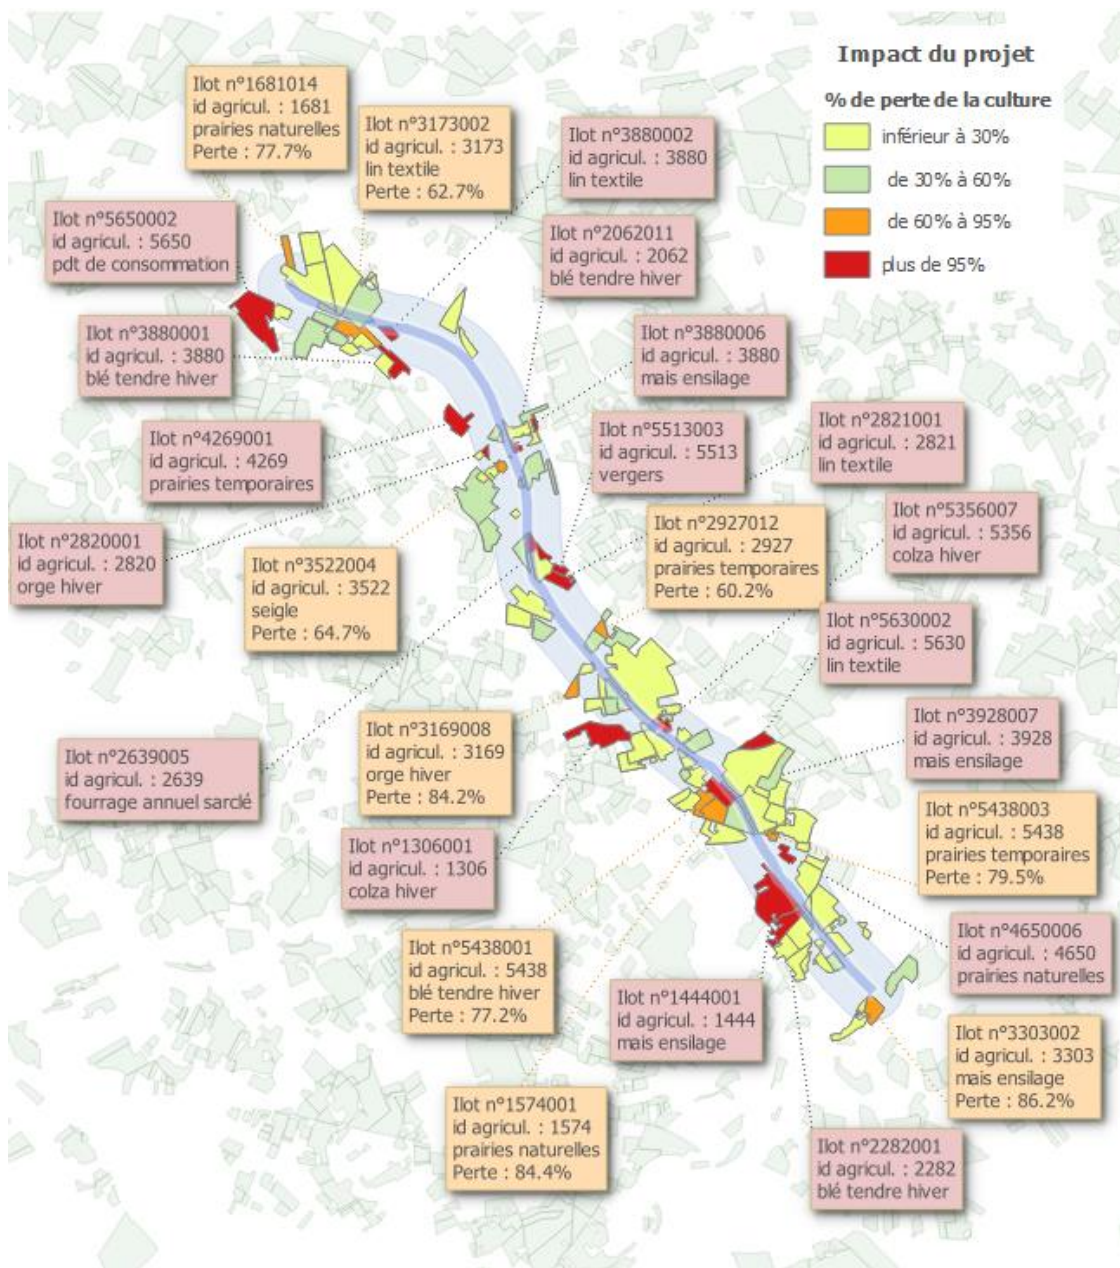 Impact du projet
% de perte de la culture
inférieur à 30%
de 30% à 60%
de 60% à 95%
plus de 95%
Ilot n°1681014
id agricul. : 1681
prairies naturelles
Perte : 77.7%
Ilot n°3173002
id agricul. : 3173
lin textile
Perte : 62.7%
Ilot n°3880002
id agricul. : 3880
lin textile
Ilot n°5650002
id agricul. : 5650
pdt de consommation
Ilot n°2062011
id agricul. : 2062
blé tendre hiver
Ilot n°3880001
id agricul. : 3880
blé tendre hiver
Ilot n°3880006
id agricul. : 3880
mais ensilage
Ilot n°4269001
id agricul. : 4269
prairies temporaires
Ilot n°5513003
id agricul. : 5513
vergers
Ilot n°2821001
id agricul. : 2821
lin textile
Ilot n°2820001
id agricul. : 2820
orge hiver
Ilot n°3522004
id agricul. : 3522
seigle
Perte : 64.7%
Ilot n°2927012
id agricul. : 2927
prairies temporaires
Perte : 60.2%
Ilot n°5356007
id agricul. : 5356
colza hiver
Ilot n°5630002
id agricul. : 5630
lin textile
Ilot n°2639005
id agricul. : 2639
fourrage annuel sarclé
Ilot n°3169008
id agricul. : 3169
orge hiver
Perte : 84.2%
Ilot n°3928007
id agricul. : 3928
mais ensilage
Ilot n°1306001
id agricul. : 1306
colza hiver
Ilot n°5438003
id agricul. : 5438
prairies temporaires
Perte : 79.5%
Ilot n°5438001
id agricul. : 5438
blé tendre hiver
Perte : 77.2%
Ilot n°1444001
id agricul. : 1444
mais ensilage
Ilot n°4650006
id agricul. : 4650
prairies naturelles
Ilot n°3303002
id agricul. : 3303
mais ensilage
Perte : 86.2%
Ilot n°1574001
id agricul. : 1574
prairies naturelles
Perte : 84.4%
Ilot n°2282001
id agricul. : 2282
blé tendre hiver